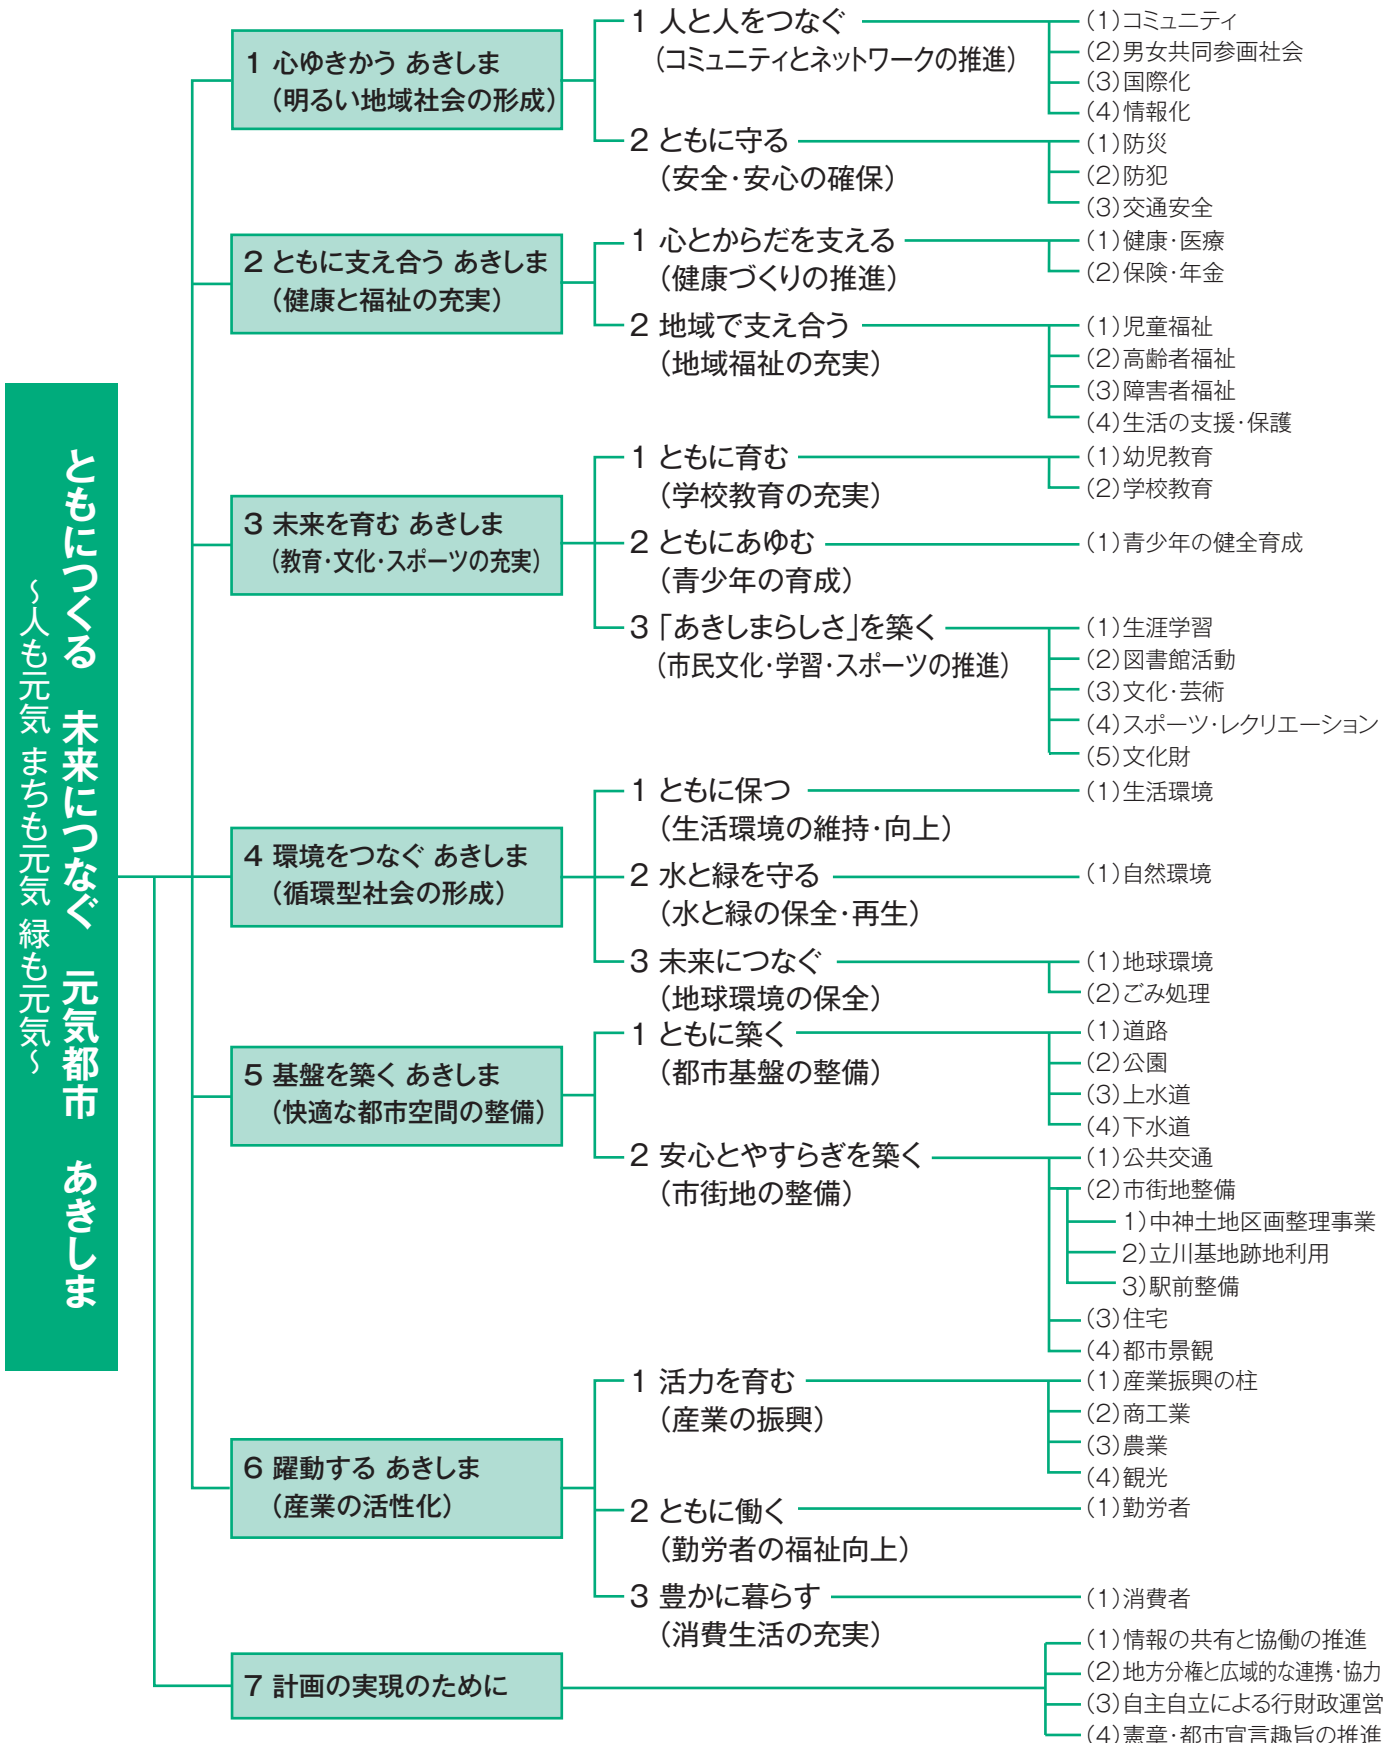 ともにつくる 未来につなぐ 元気都市 あきしま
～人も元気 まちも元気 緑も元気～
1 心ゆきかう あきしま
（明るい地域社会の形成）
1 人と人をつなぐ
（コミュニティとネットワークの推進）
（1）コミュニティ
（2）男女共同参画社会
（3）国際化
（4）情報化
2 ともに守る
（安全・安心の確保）
（1）防災
（2）防犯
（3）交通安全
2 ともに支え合う あきしま
（健康と福祉の充実）
1 心とからだを支える
（健康づくりの推進）
（1）健康・医療
（2）保険・年金
2 地域で支え合う
（地域福祉の充実）
（1）児童福祉
（2）高齢者福祉
（3）障害者福祉
（4）生活の支援・保護
3 未来を育む あきしま
（教育・文化・スポーツの充実）
1 ともに育む
（学校教育の充実）
（1）幼児教育
（2）学校教育
2 ともにあゆむ
（青少年の育成）
（1）青少年の健全育成
3 「あきしまらしさ」を築く
（市民文化・学習・スポーツの推進）
（1）生涯学習
（2）図書館活動
（3）文化・芸術
（4）スポーツ・レクリエーション
（5）文化財
4 環境をつなぐ あきしま
（循環型社会の形成）
1 ともに保つ
（生活環境の維持・向上）
（1）生活環境
2 水と緑を守る
（水と緑の保全・再生）
（1）自然環境
3 未来につなぐ
（地球環境の保全）
（1）地球環境
（2）ごみ処理
5 基盤を築く あきしま
（快適な都市空間の整備）
1 ともに築く
（都市基盤の整備）
（1）道路
（2）公園
（3）上水道
（4）下水道
2 安心とやすらぎを築く
（市街地の整備）
（1）公共交通
（2）市街地整備
1）中神土地区画整理事業
2）立川基地跡地利用
3）駅前整備
（3）住宅
（4）都市景観
6 躍動する あきしま
（産業の活性化）
1 活力を育む
（産業の振興）
（1）産業振興の柱
（2）商工業
（3）農業
（4）観光
2 ともに働く
（勤労者の福祉向上）
（1）勤労者
3 豊かに暮らす
（消費生活の充実）
（1）消費者
7 計画の実現のために
（1）情報の共有と協働の推進
（2）地方分権と広域的な連携・協力
（3）自主自立による行財政運営
（4）憲章・都市宣言趣旨の推進